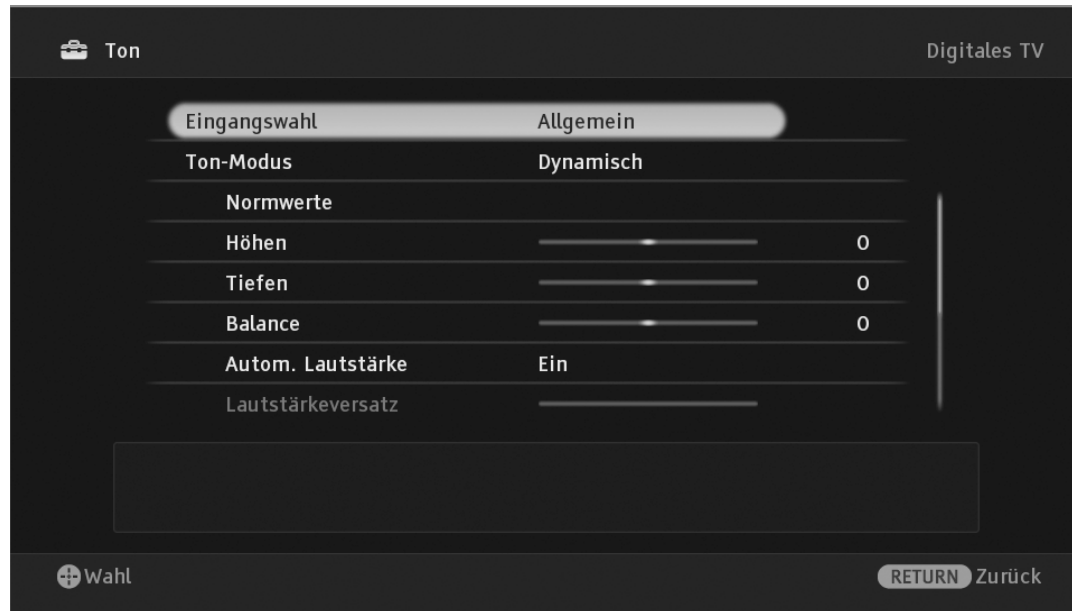 Ton Digitales TV
Eingangswahl Allgemein
Ton-Modus Dynamisch
Normwerte
Höhen 0
Tiefen 0
Balance 0
Autom. Lautstärke Ein
Lautstärkeversatz
Wahl RETURN Zurück